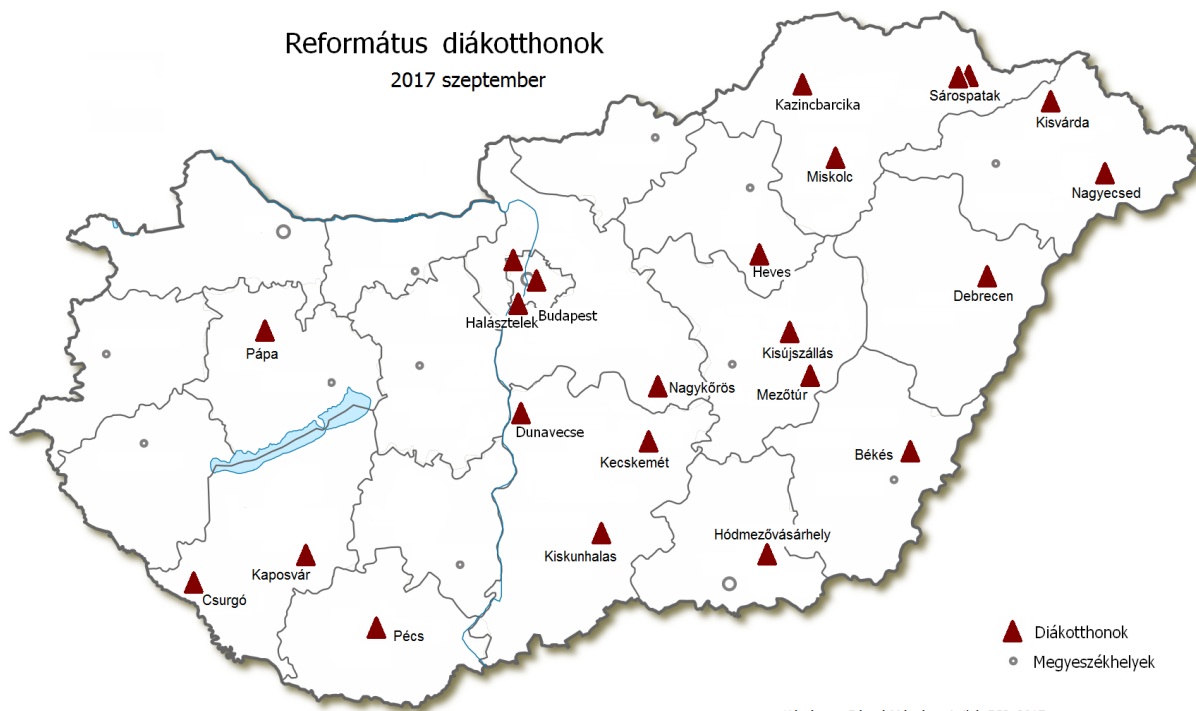 Református diákotthonok
2017 szeptember
Kazincbarcika
Sárospatak
Kisvárda
Miskolc
Nagyecsed
Heves
Debrecen
Budapest
Halásztelek
Pápa
Kisújszállás
Nagykőrös
Mezőtúr
Dunavecse
Kecskemét
Békés
Hódmezővásárhely
Kiskunhalas
Kaposvár
Csurgó
Pécs
Diákotthonok
Megyeszékhelyek